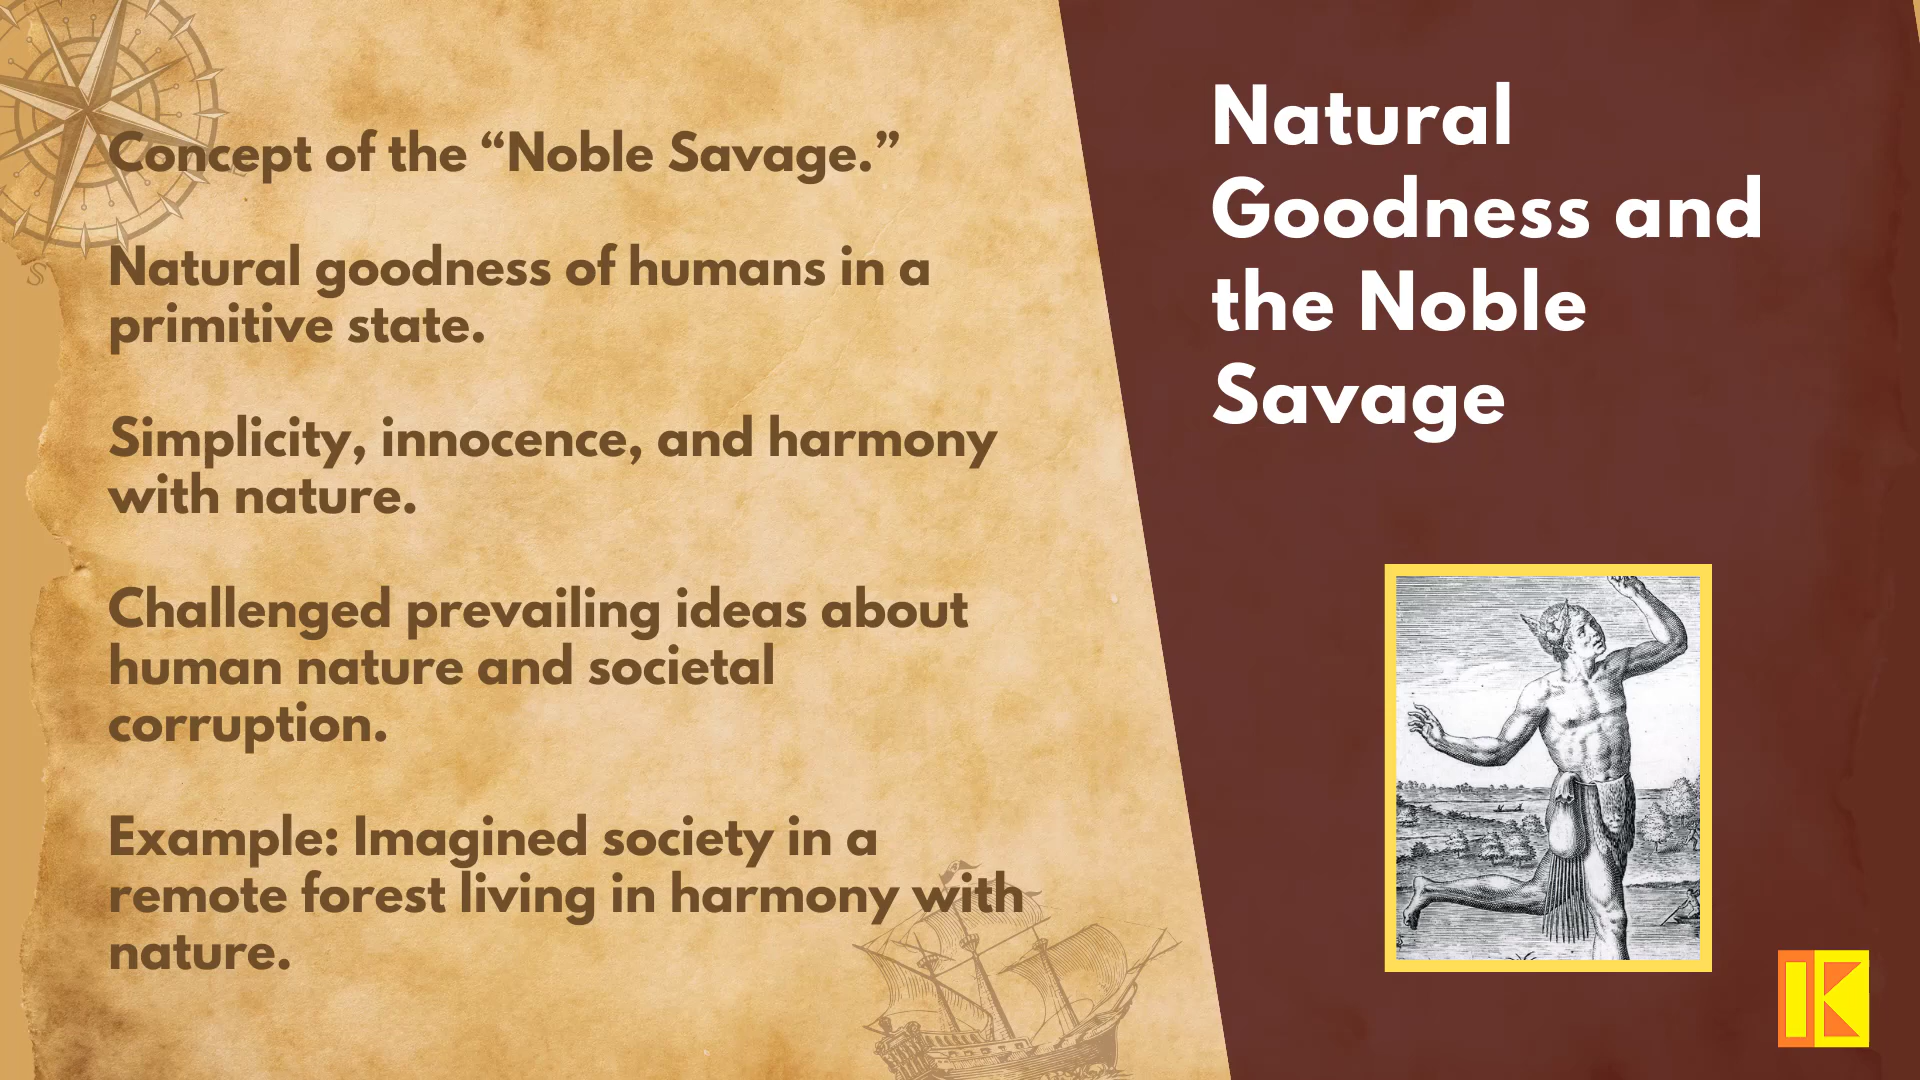 Natural
Goodness and
the Noble
Savage
Concept of the “Noble Savage.”
Natural goodness of humans in a
primitive state.
Simplicity, innocence, and harmony
with nature.
Challenged prevailing ideas about
human nature and societal
corruption.
Example: Imagined society in a
remote forest living in harmony with
nature.
S
IK